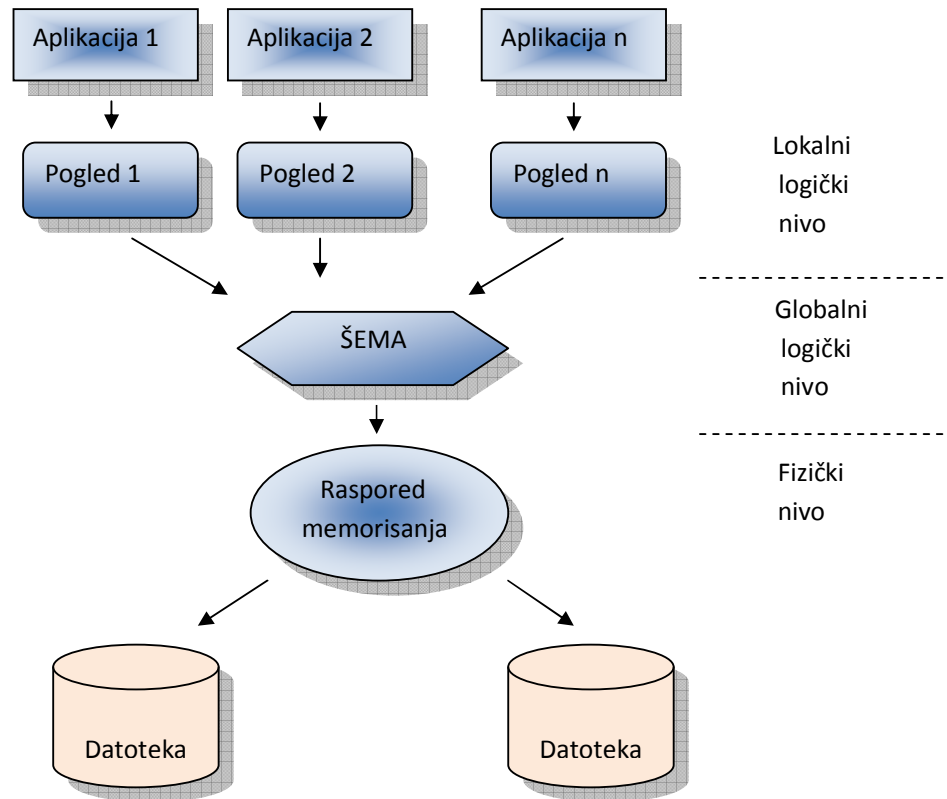 Aplikacija 1
Aplikacija 2
Aplikacija n
Pogled 1
Pogled 2
Pogled n
Lokalni
logički
nivo
ŠEMA
Globalni
logički
nivo
Raspored
memorisanja
Fizički
nivo
Datoteka
Datoteka